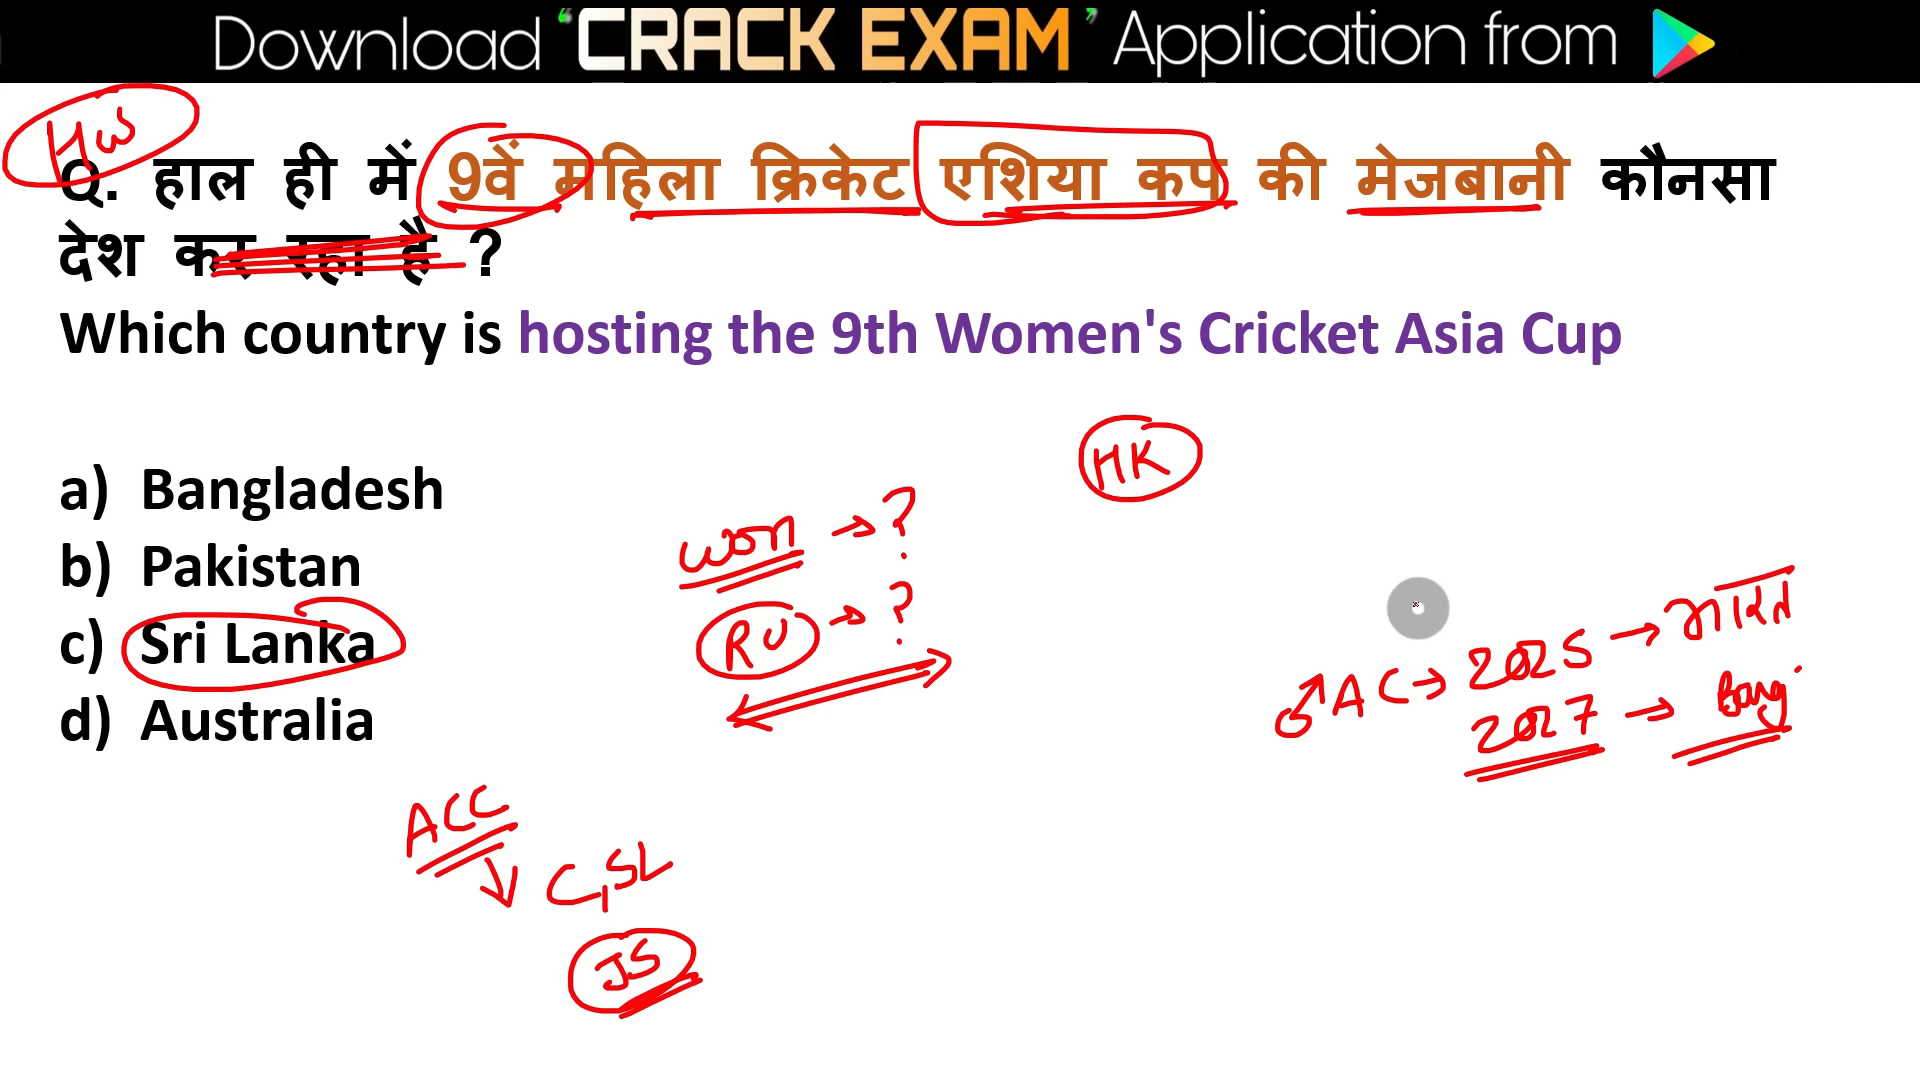 Download 'CRACK EXAM' Application from
HW
Q. हाल ही में 9वें महिला क्रिकेट एशिया कप की मेजबानी कौनसा
देश कर रहा है ?
Which country is hosting the 9th Women's Cricket Asia Cup
HK
a) Bangladesh
won → ?
b) Pakistan
RU → ?
c) Sri Lanka
♂ AC → 2025 → भारत
d) Australia
2027 → Bang
ACC
↓ C, SL
JS